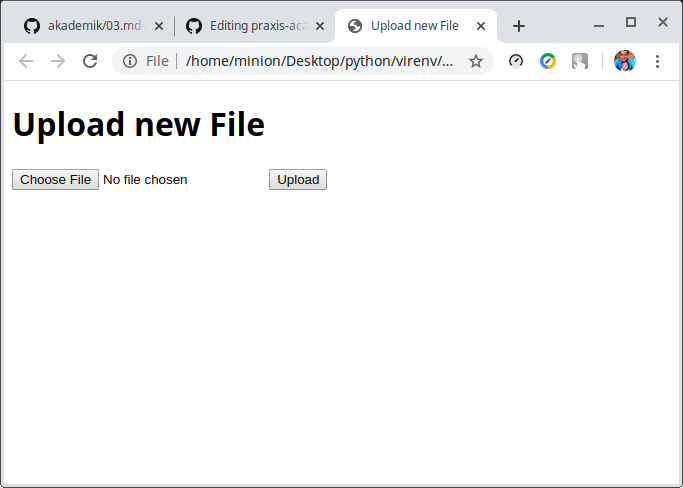 akademik/03.md
Editing praxis-aca
Upload new File
File
/home/minion/Desktop/python/virenv/...
Upload new File
Choose File No file chosen Upload